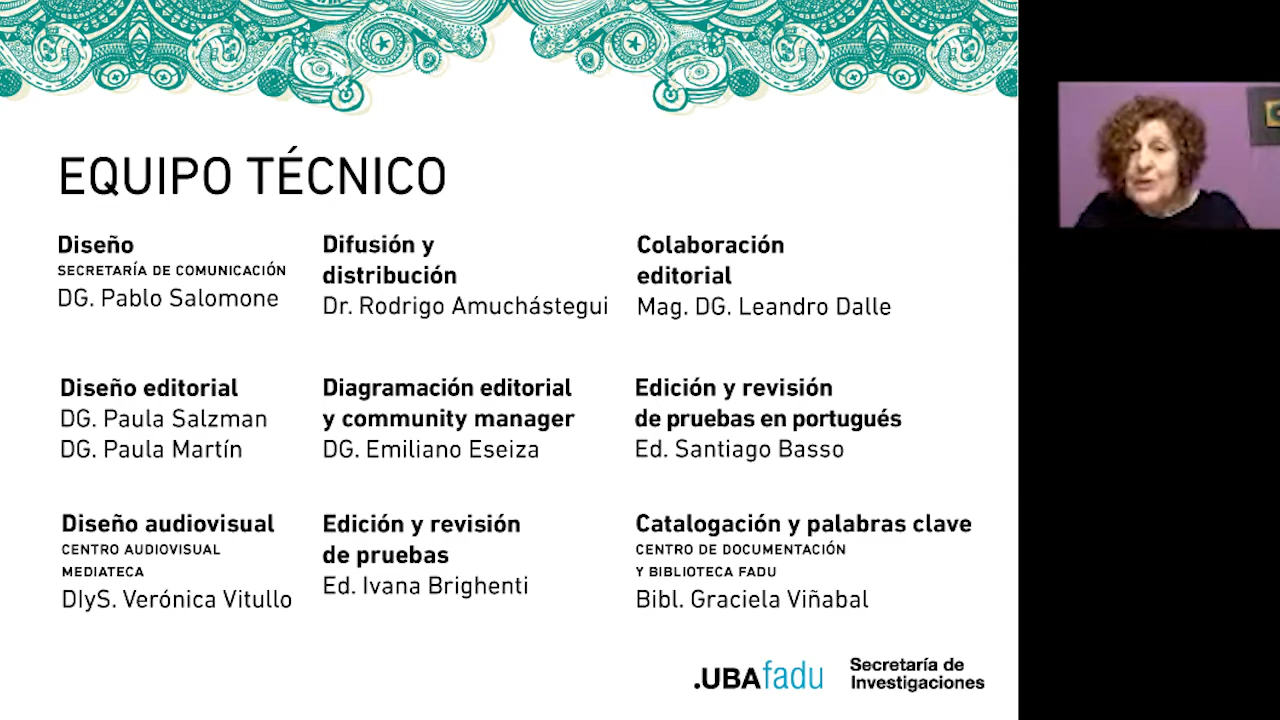 EQUIPO TÉCNICO
Diseño
SECRETARÍA DE COMUNICACIÓN
DG. Pablo Salomone
Difusión y
distribución
Dr. Rodrigo Amuchástegui
Colaboración
editorial
Mag. DG. Leandro Dalle
Diseño editorial
DG. Paula Salzman
DG. Paula Martín
Diagramación editorial
y community manager
DG. Emiliano Eseiza
Edición y revisión
de pruebas en portugués
Ed. Santiago Basso
Diseño audiovisual
CENTRO AUDIOVISUAL
MEDIATECA
DIyS. Verónica Vitullo
Edición y revisión
de pruebas
Ed. Ivana Brighenti
Catalogación y palabras clave
CENTRO DE DOCUMENTACIÓN
Y BIBLIOTECA FADU
Bibl. Graciela Viñabal
.UBAfadu
Secretaría de
Investigaciones